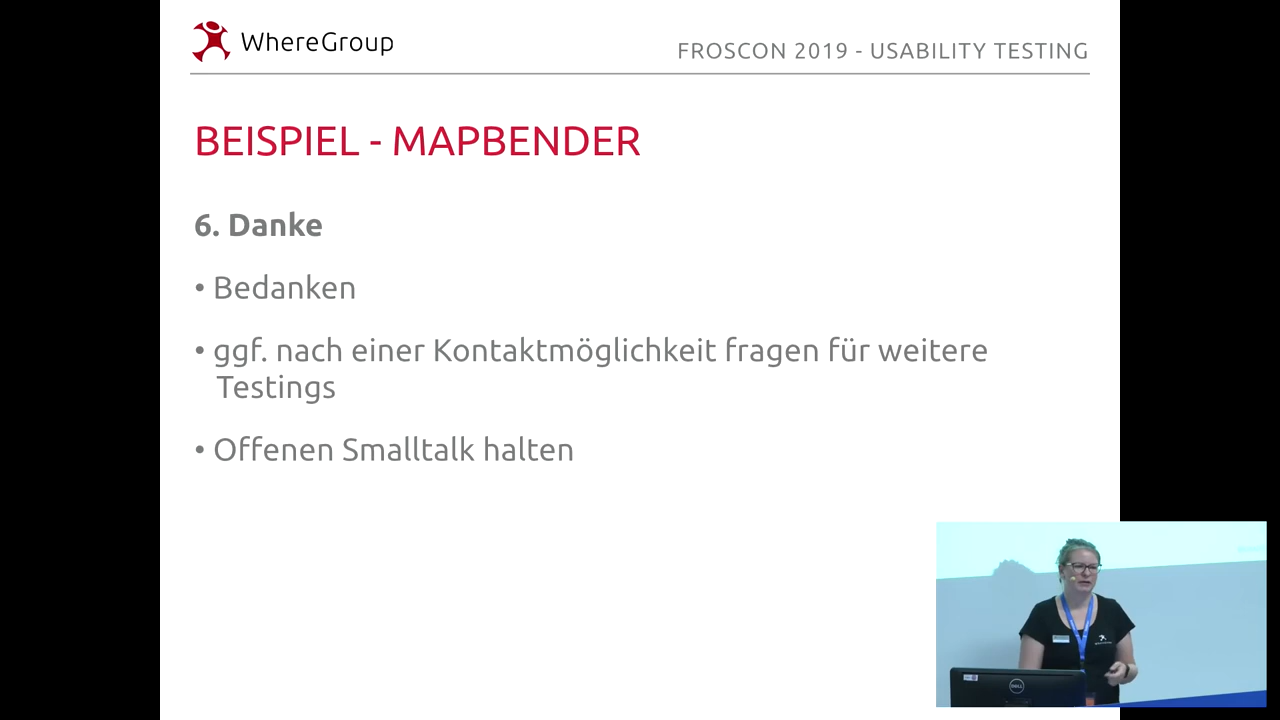 WhereGroup
FROSCON 2019 - USABILITY TESTING
BEISPIEL - MAPBENDER
6. Danke
• Bedanken
• ggf. nach einer Kontaktmöglichkeit fragen für weitere
Testings
• Offenen Smalltalk halten
DELL